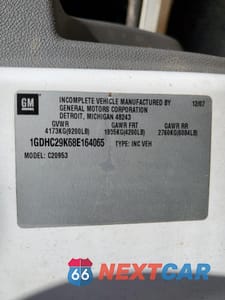 GM
INCOMPLETE VEHICLE MANUFACTURED BY 12/07
GENERAL MOTORS CORPORATION
DETROIT, MICHIGAN 48243
GVWR GAWR FRT GAWR RR
4173KG(9200LB) 1905KG(4200LB) 2760KG(6084LB)
1GDHC29K68E164065 TYPE: INC VEH
MODEL: C20953
66 NEXTCAR